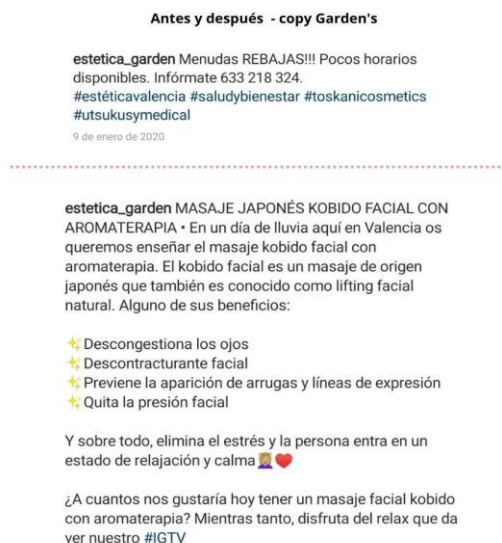 Antes y después - copy Garden's
estetica_garden Menudas REBAJAS!!! Pocos horarios
disponibles. Infórmate 633 218 324.
#estéticavalencia #saludybienestar #toskanicosmetics
#utsukusymedical
9 de enero de 2020
estetica_garden MASAJE JAPONÉS KOBIDO FACIAL CON
AROMATERAPIA • En un día de lluvia aquí en Valencia os
queremos enseñar el masaje kobido facial con
aromaterapia. El kobido facial es un masaje de origen
japonés que también es conocido como lifting facial
natural. Alguno de sus beneficios:
✨Descongestiona los ojos
✨Descontracturante facial
✨Previene la aparición de arrugas y líneas de expresión
✨Quita la presión facial
Y sobre todo, elimina el estrés y la persona entra en un
estado de relajación y calma💆🏼‍♀️❤️
¿A cuantos nos gustaría hoy tener un masaje facial kobido
con aromaterapia? Mientras tanto, disfruta del relax que da
ver nuestro #IGTV